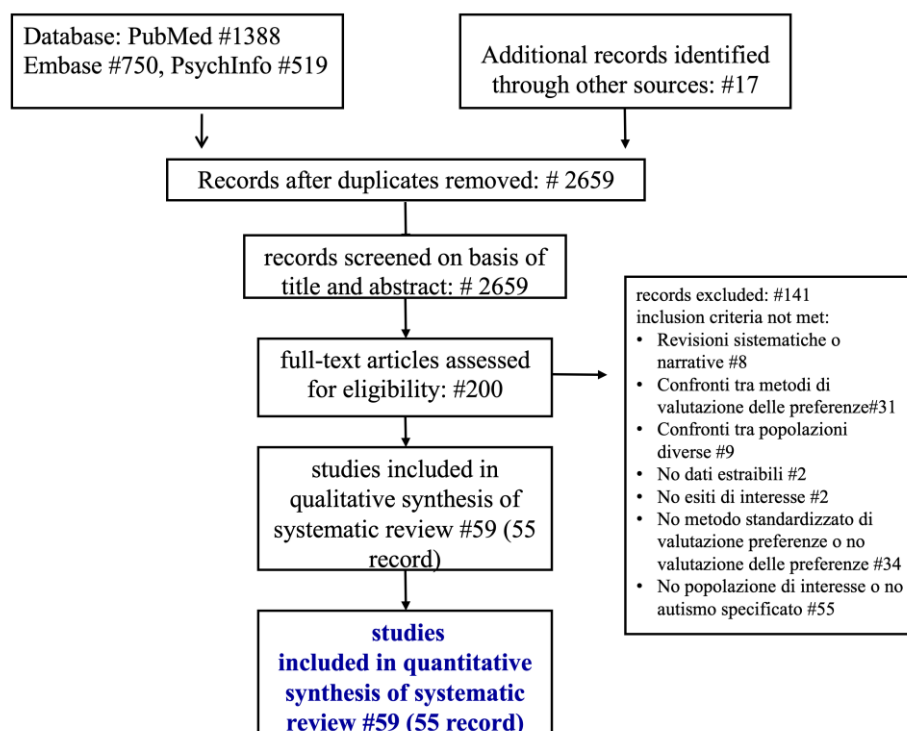 Database: PubMed #1388
Embase #750, PsychInfo #519
Additional records identified
through other sources: #17
Records after duplicates removed: # 2659
records screened on basis of
title and abstract: # 2659
full-text articles assessed
for eligibility: #200
records excluded: #141
inclusion criteria not met:
• Revisioni sistematiche o
narrative #8
• Confronti tra metodi di
valutazione delle preferenze#31
• Confronti tra popolazioni
diverse #9
• No dati estraibili #2
• No esiti di interesse #2
• No metodo standardizzato di
valutazione preferenze o no
valutazione delle preferenze #34
• No popolazione di interesse o no
autismo specificato #55
studies included in
qualitative synthesis of
systematic review #59 (55
record)
studies
included in quantitative
synthesis of systematic
review #59 (55 record)